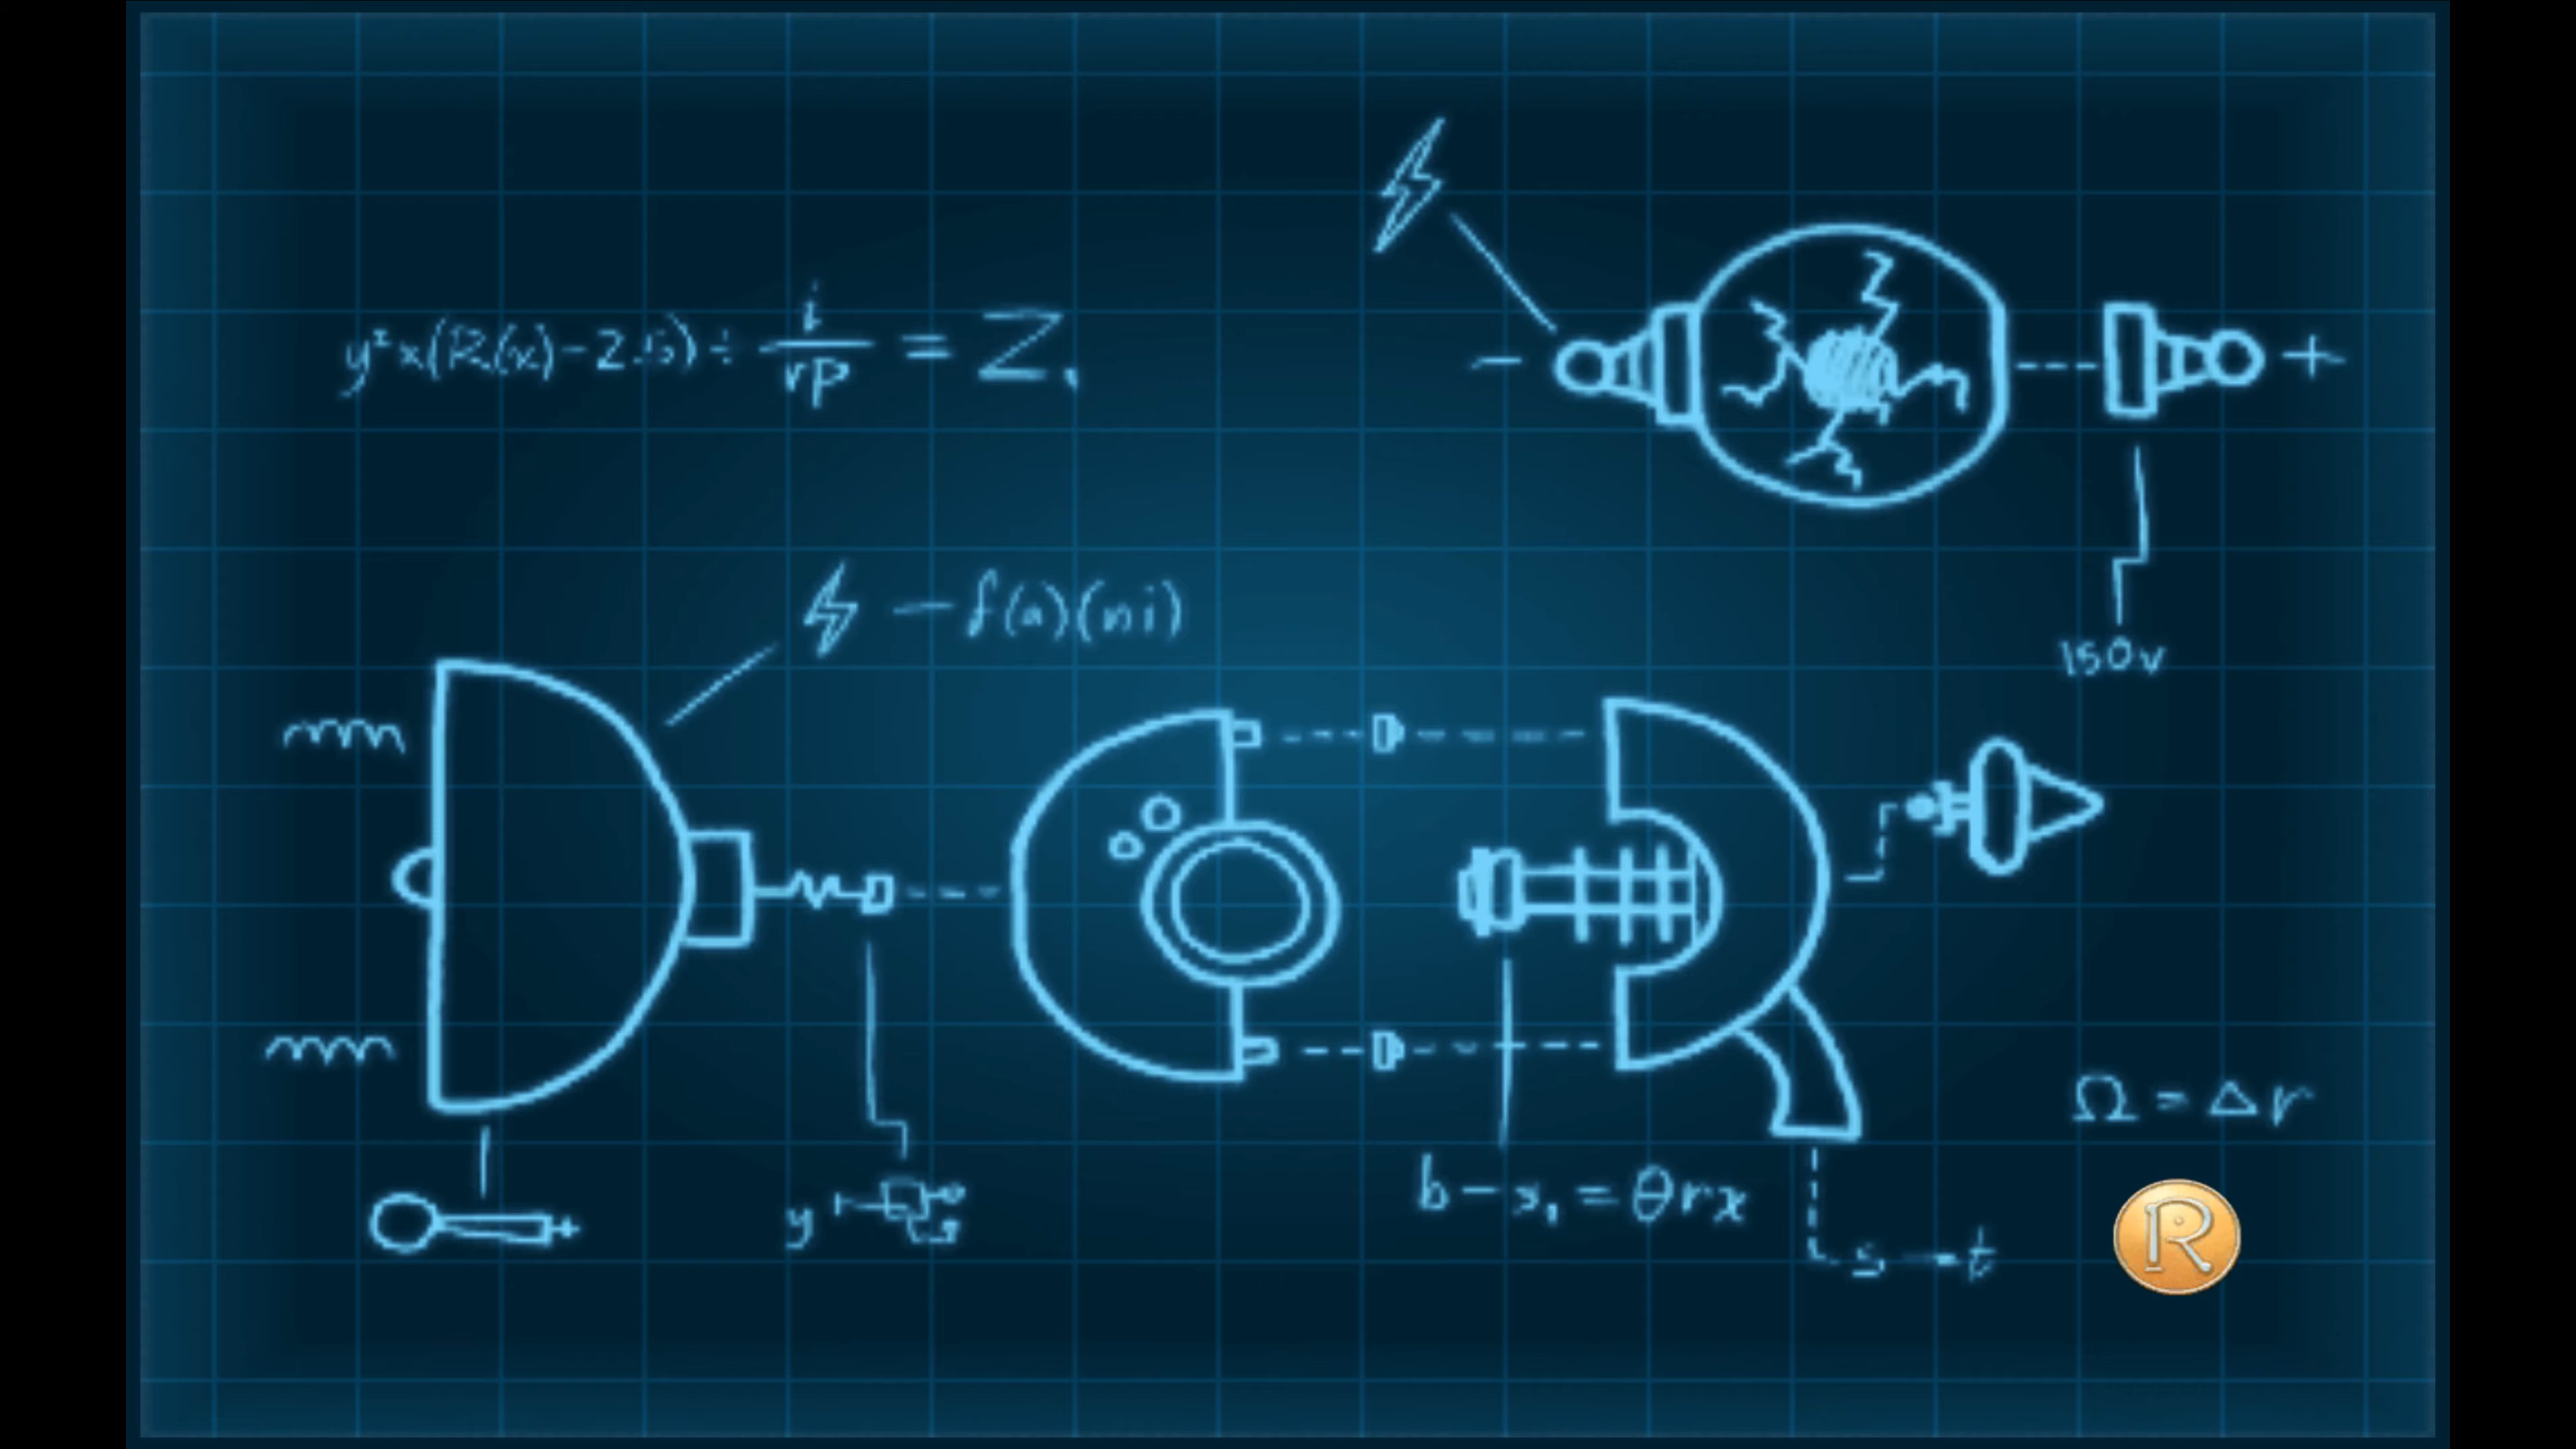 y²x(R(x)-2.5) ÷ i/rp = Z,
- +
150v
- f(a)(ni)
Ω = Δr
y
b - x, = θrx
s → t
R